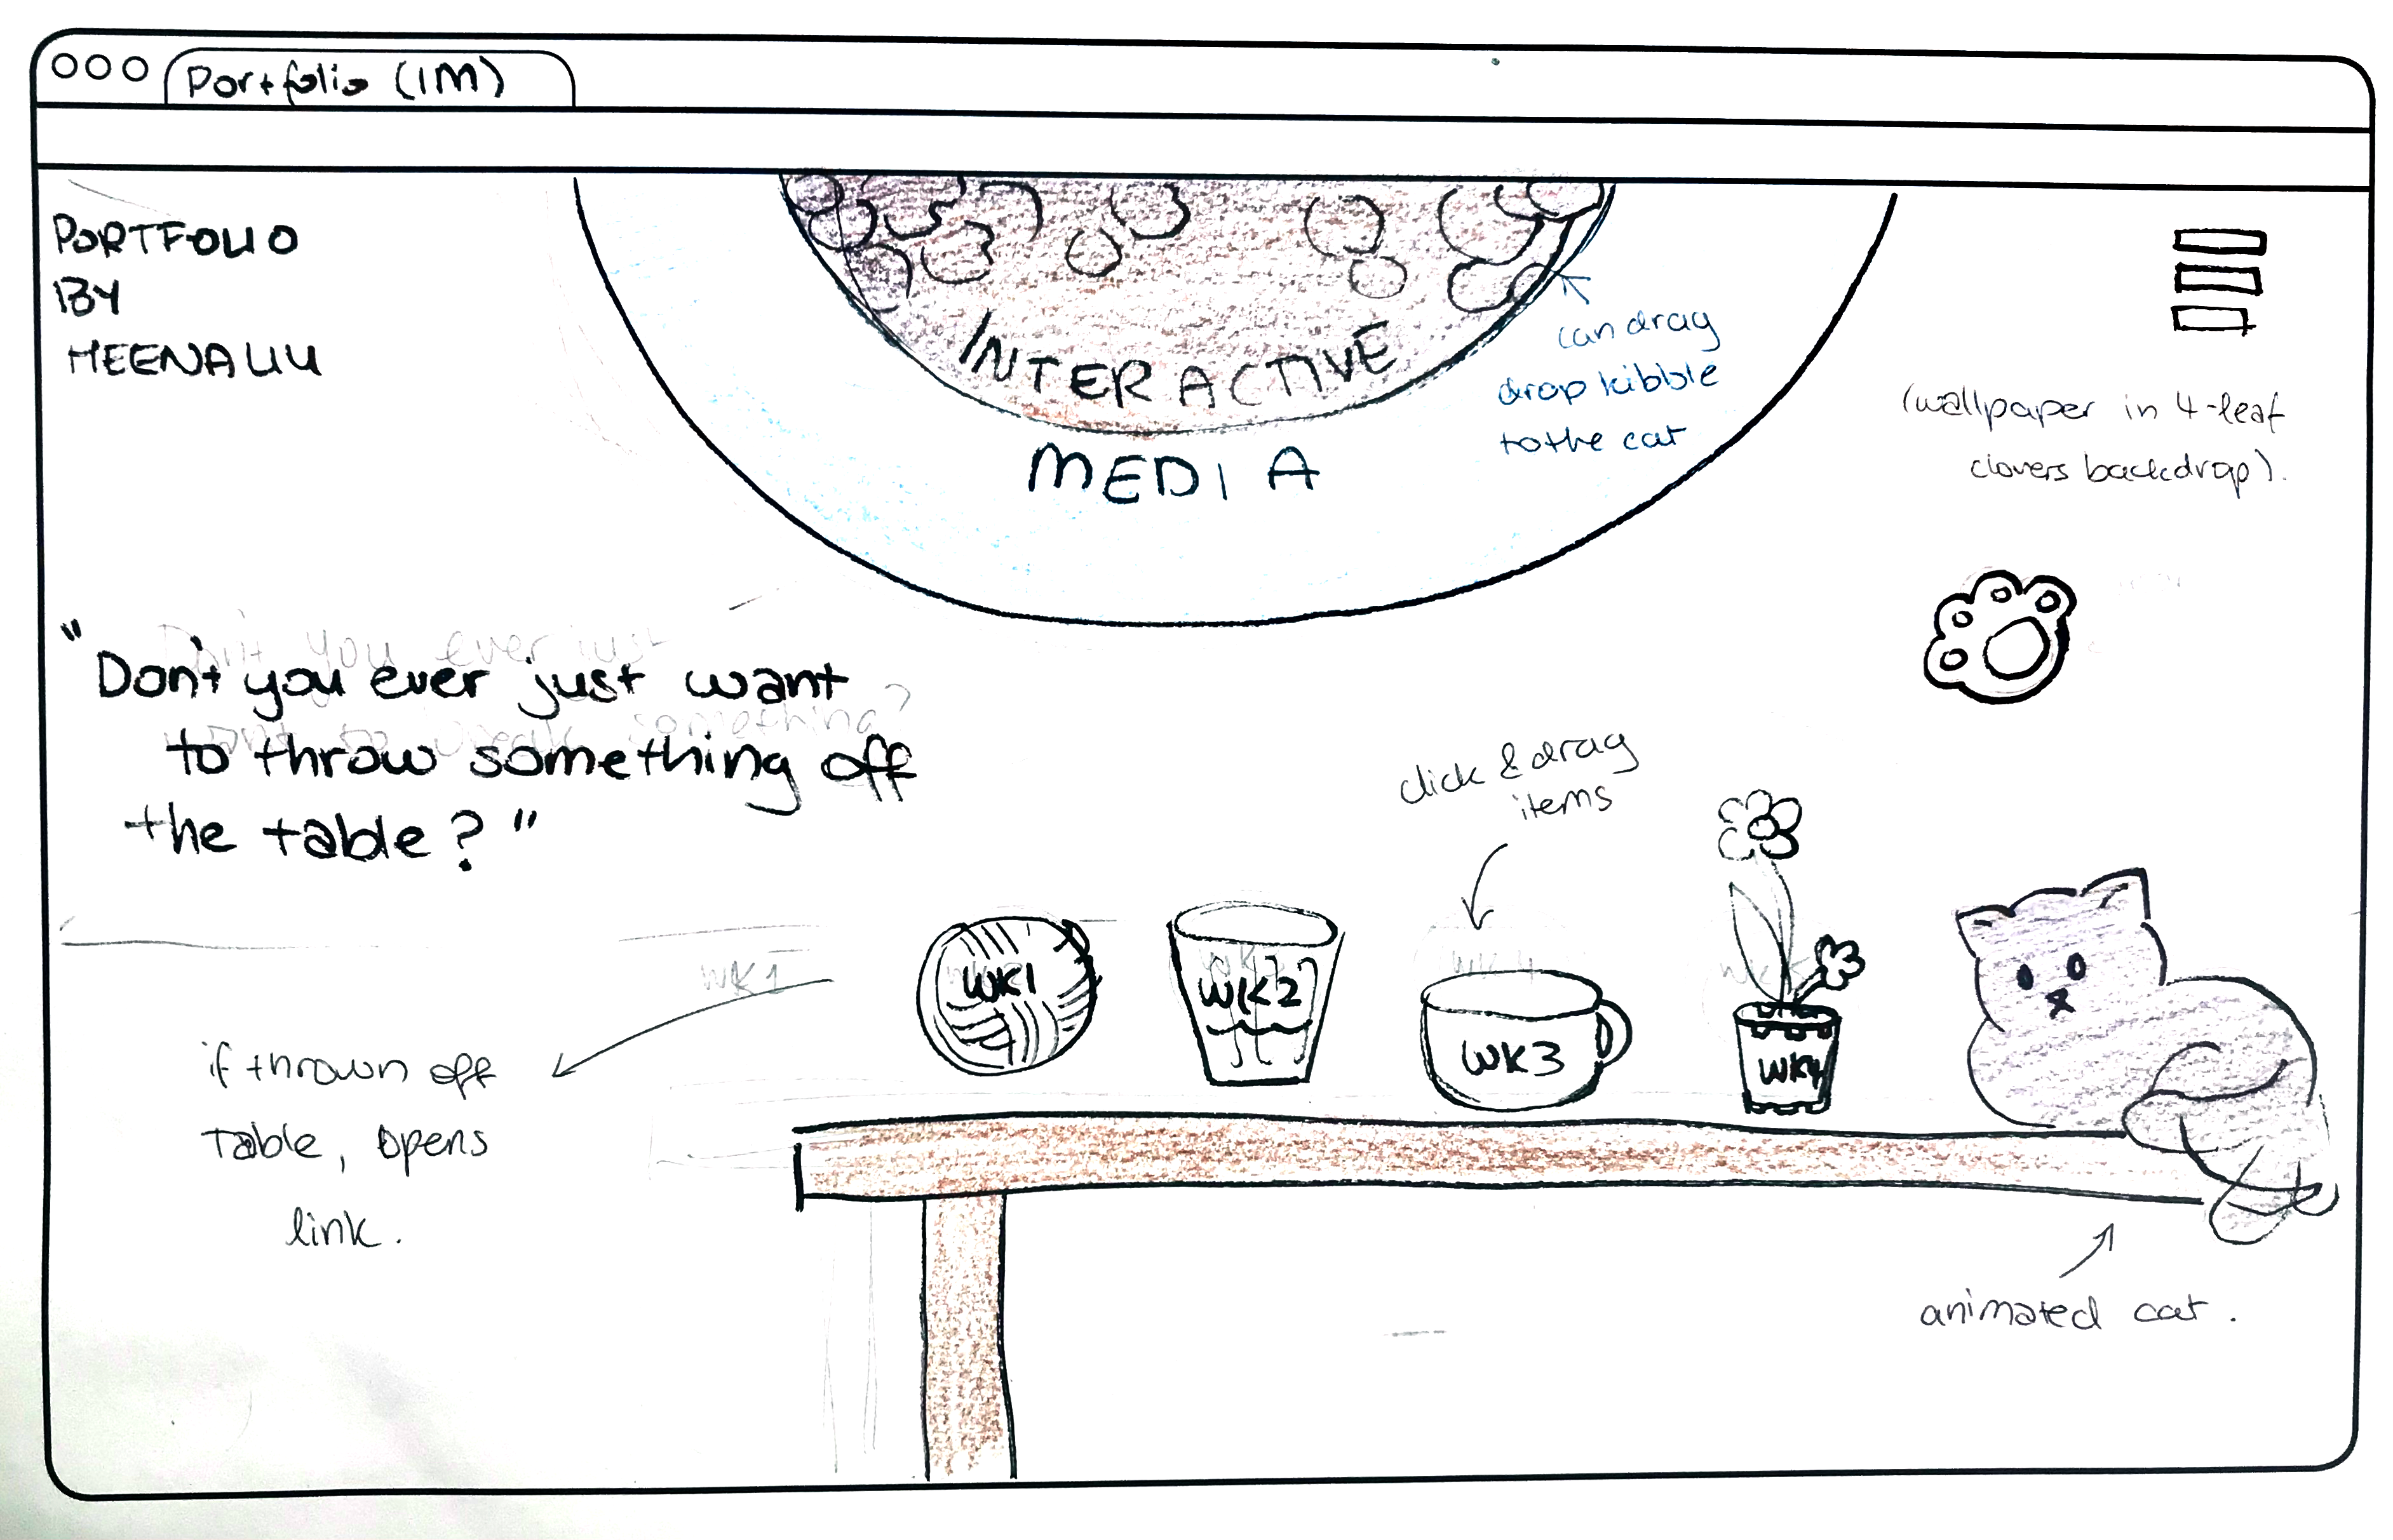 Portfolio (IM)
PORTFOLIO
BY
MEENAUU
INTERACTIVE
MEDIA
can drag
drop kibble
to the cat
(wallpaper in 4-leaf
clovers backdrop).
"Don't you ever just want
to throw something off
the table?"
click & drag
items
WK1
WK1
WK2
WK3
WK4
if thrown off
table, opens
link.
animated cat.